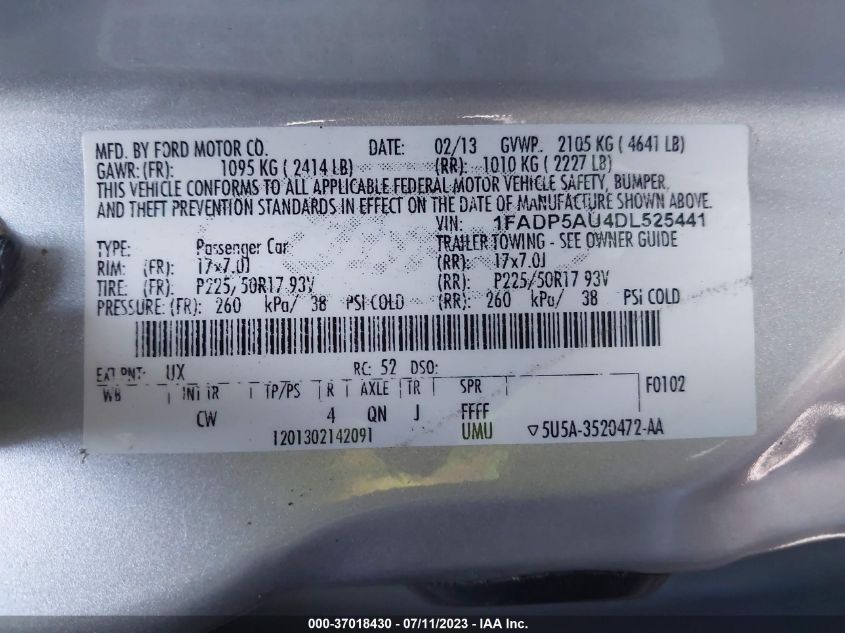 MFD. BY FORD MOTOR CO. DATE: 02/13 GVWR. 2105 KG ( 4641 LB)
GAWR: (FR): 1095 KG ( 2414 LB) (RR): 1010 KG ( 2227 LB)
THIS VEHICLE CONFORMS TO ALL APPLICABLE FEDERAL MOTOR VEHICLE SAFETY, BUMPER,
AND THEFT PREVENTION STANDARDS IN EFFECT ON THE DATE OF MANUFACTURE SHOWN ABOVE.
VIN: 1FADP5AU4DL525441
TYPE: Passenger Car TRAILER TOWING - SEE OWNER GUIDE
RIM: (FR): 17x7.0J (RR): 17x7.0J
TIRE: (FR): P225/50R17 93V (RR): P225/50R17 93V
PRESSURE: (FR): 260 kPa/ 38 PSI COLD (RR): 260 kPa/ 38 PSI COLD
EXT PNT: UX RC: 52 DSO:
WB INT TR TP/PS R AXLE TR SPR F0102
CW 4 QN J FFFF
1201302142091 UMU ▽5U5A-3520472-AA
000-37018430 - 07/11/2023 - IAAI Inc.